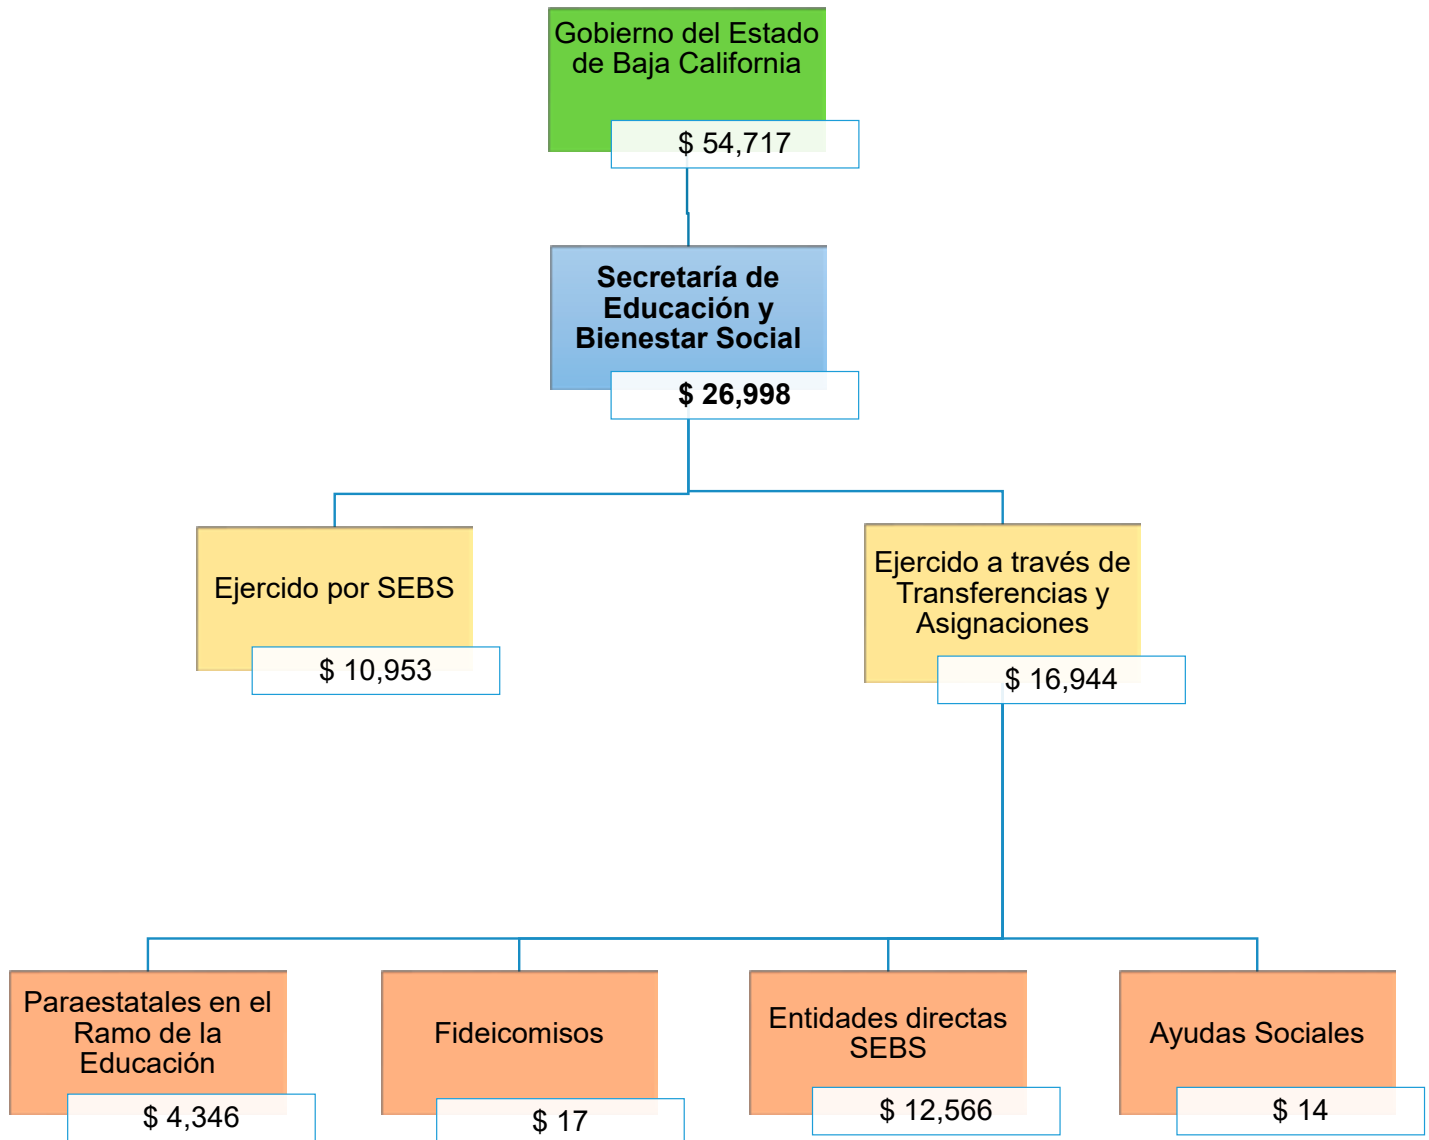 Gobierno del Estado
de Baja California
$ 54,717
Secretaría de
Educación y
Bienestar Social
$ 26,998
Ejercido por SEBS
$ 10,953
Ejercido a través de
Transferencias y
Asignaciones
$ 16,944
Paraestatales en el
Ramo de la
Educación
$ 4,346
Fideicomisos
$ 17
Entidades directas
SEBS
$ 12,566
Ayudas Sociales
$ 14